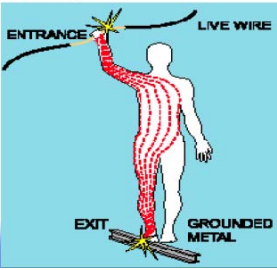 LIVE WIRE
ENTRANCE
EXIT
GROUNDED
METAL